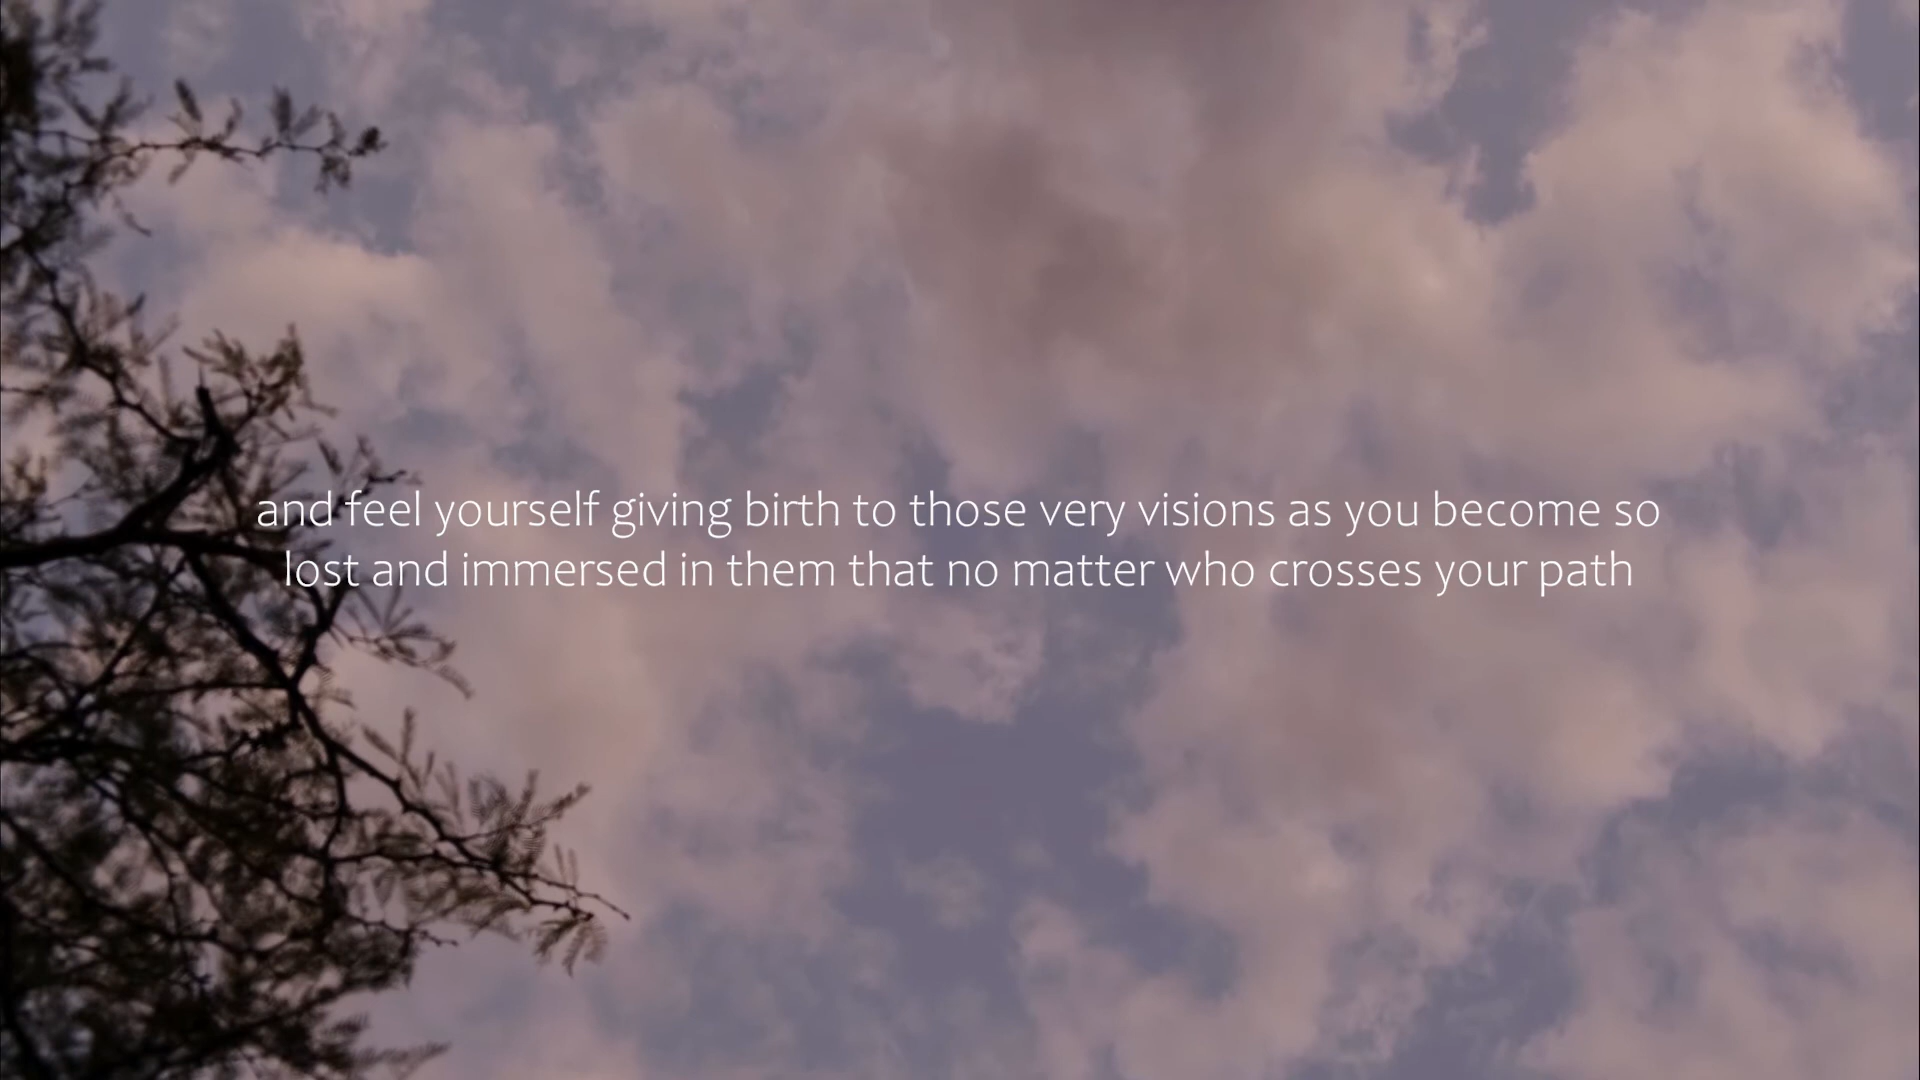 and feel yourself giving birth to those very visions as you become so
lost and immersed in them that no matter who crosses your path